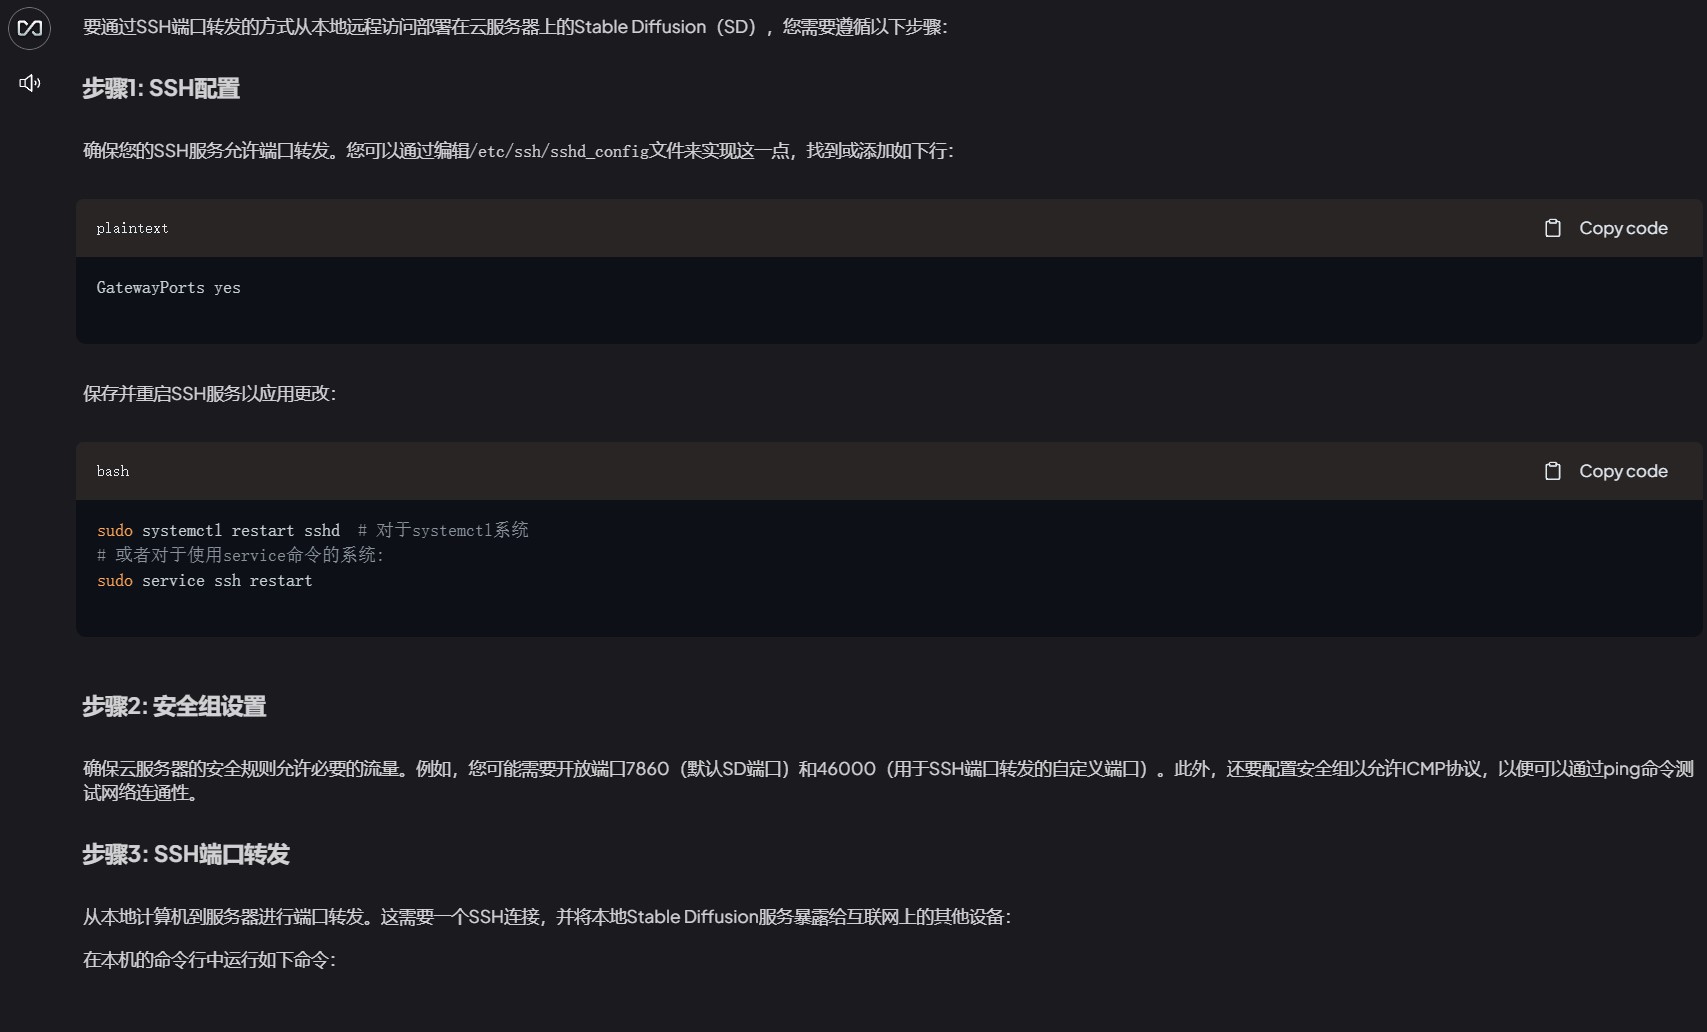 要通过SSH端口转发的方式从本地远程访问部署在云服务器上的Stable Diffusion（SD），您需要遵循以下步骤：
步骤1: SSH配置
确保您的SSH服务允许端口转发。您可以通过编辑/etc/ssh/sshd_config文件来实现这一点，找到或添加如下行：
plaintext
Copy code
GatewayPorts yes
保存并重启SSH服务以应用更改：
bash
Copy code
sudo systemctl restart sshd  # 对于systemctl系统
# 或者对于使用service命令的系统：
sudo service ssh restart
步骤2: 安全组设置
确保云服务器的安全规则允许必要的流量。例如，您可能需要开放端口7860（默认SD端口）和46000（用于SSH端口转发的自定义端口）。此外，还要配置安全组以允许ICMP协议，以便可以通过ping命令测
试网络连通性。
步骤3: SSH端口转发
从本地计算机到服务器进行端口转发。这需要一个SSH连接，并将本地Stable Diffusion服务暴露给互联网上的其他设备：
在本机的命令行中运行如下命令：